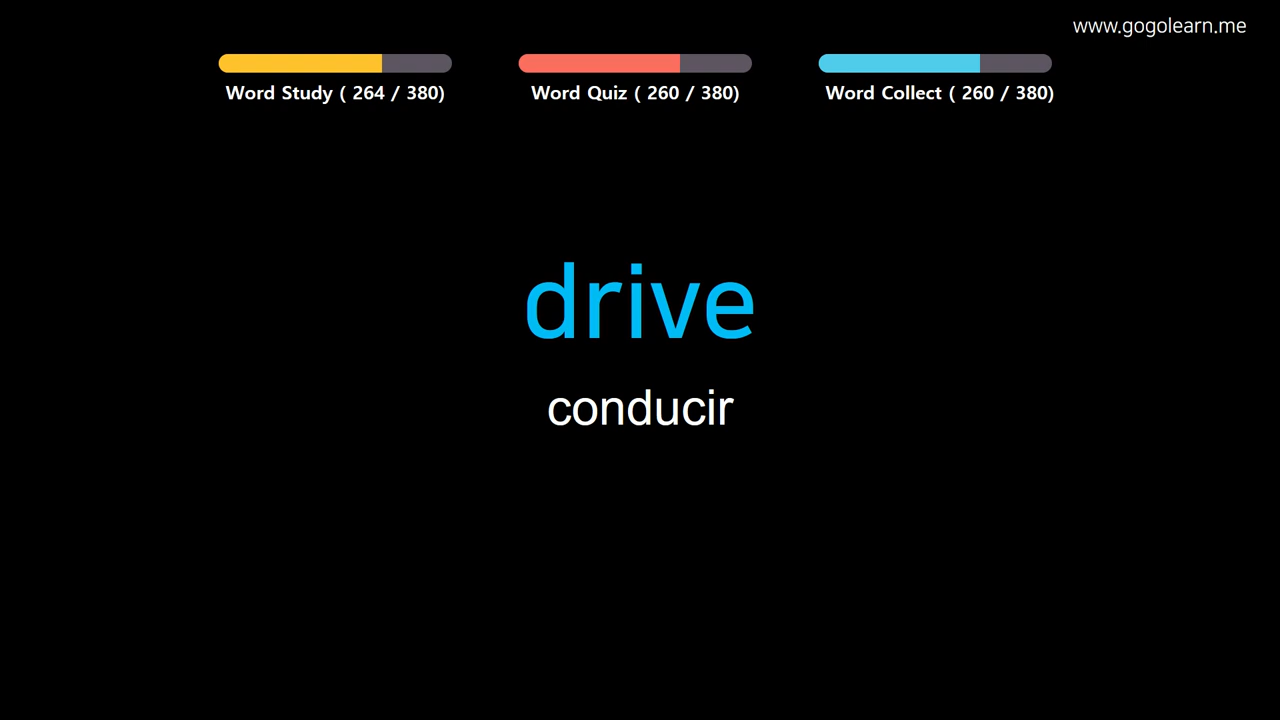 www.gogolearn.me
Word Study ( 264 / 380)
Word Quiz ( 260 / 380)
Word Collect ( 260 / 380)
drive
conducir